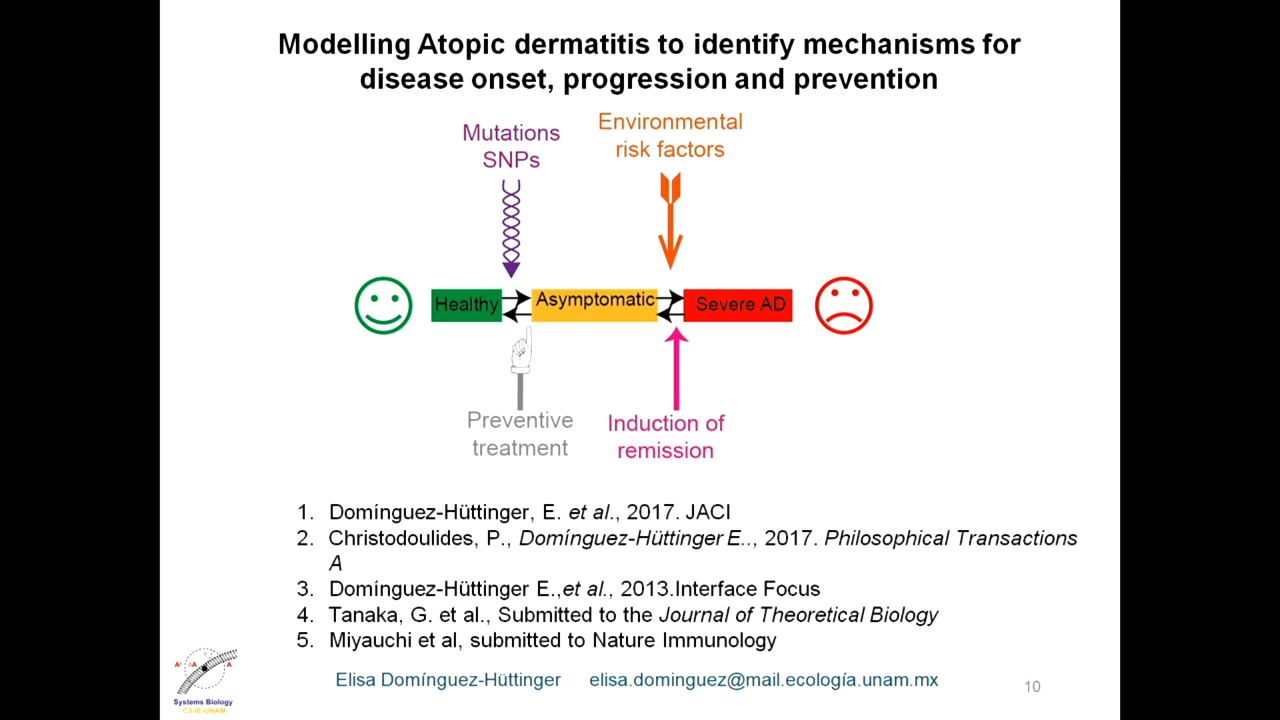 Modelling Atopic dermatitis to identify mechanisms for
disease onset, progression and prevention
Mutations
SNPs
Environmental
risk factors
Healthy
Asymptomatic
Severe AD
Preventive
treatment
Induction of
remission
1. Domínguez-Hüttinger, E. et al., 2017. JACI
2. Christodoulides, P., Domínguez-Hüttinger E.., 2017. Philosophical Transactions
A
3. Domínguez-Hüttinger E.,et al., 2013.Interface Focus
4. Tanaka, G. et al., Submitted to the Journal of Theoretical Biology
5. Miyauchi et al, submitted to Nature Immunology
Systems Biology
CS-IE-UNAM
Elisa Domínguez-Hüttinger elisa.dominguez@mail.ecología.unam.mx
10